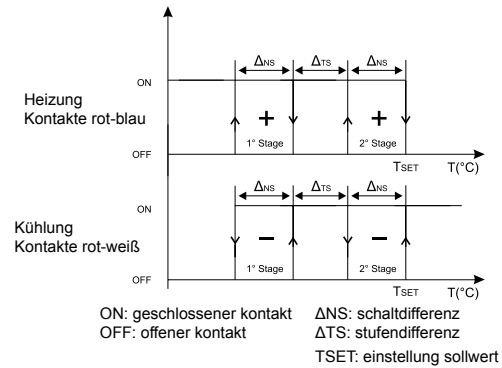 ΔNS ΔTS ΔNS
ON
Heizung
Kontakte rot-blau
+ +
1° Stage 2° Stage
OFF
TSET T(°C)
ΔNS ΔTS ΔNS
ON
Kühlung
Kontakte rot-weiß
− −
1° Stage 2° Stage
OFF
TSET T(°C)
ON: geschlossener kontakt ΔNS: schaltdifferenz
OFF: offener kontakt ΔTS: stufendifferenz
TSET: einstellung sollwert